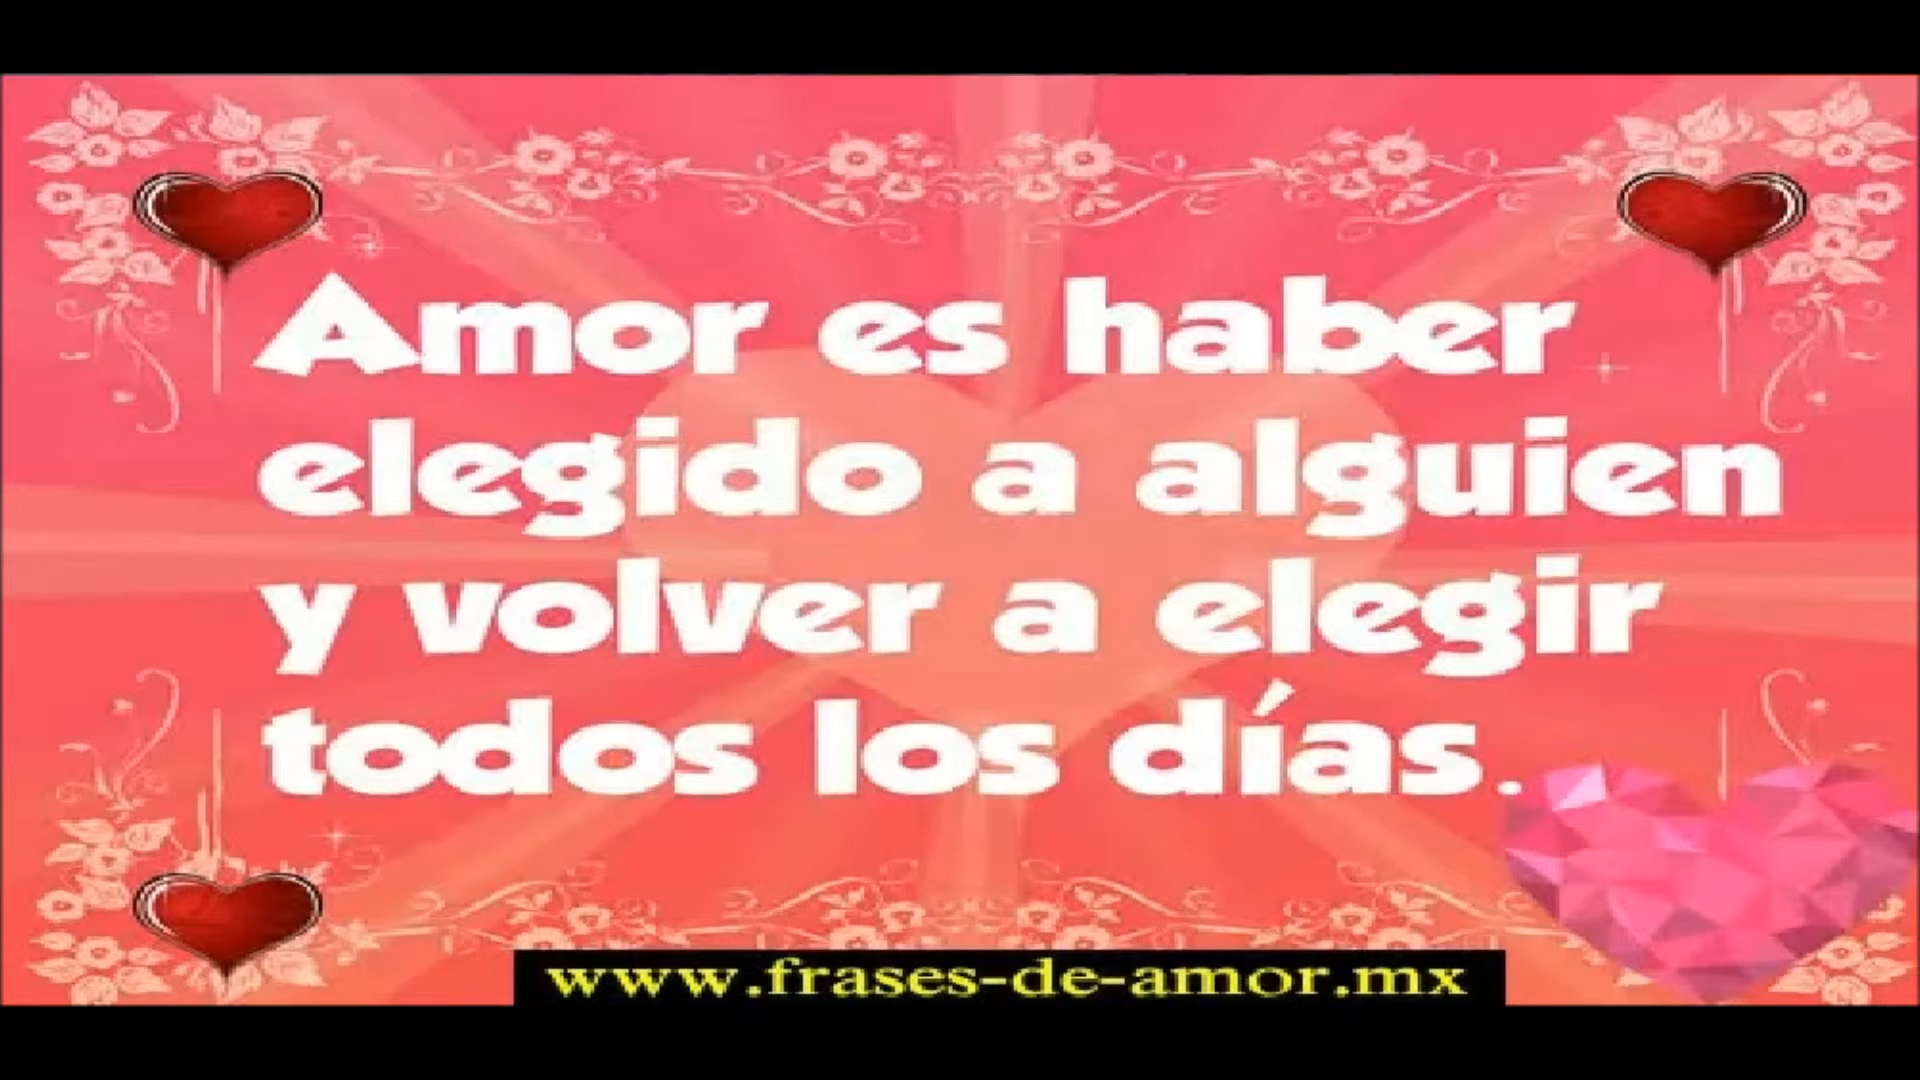 Amor es haber
elegido a alguien
y volver a elegir
todos los días.
www.frases-de-amor.mx